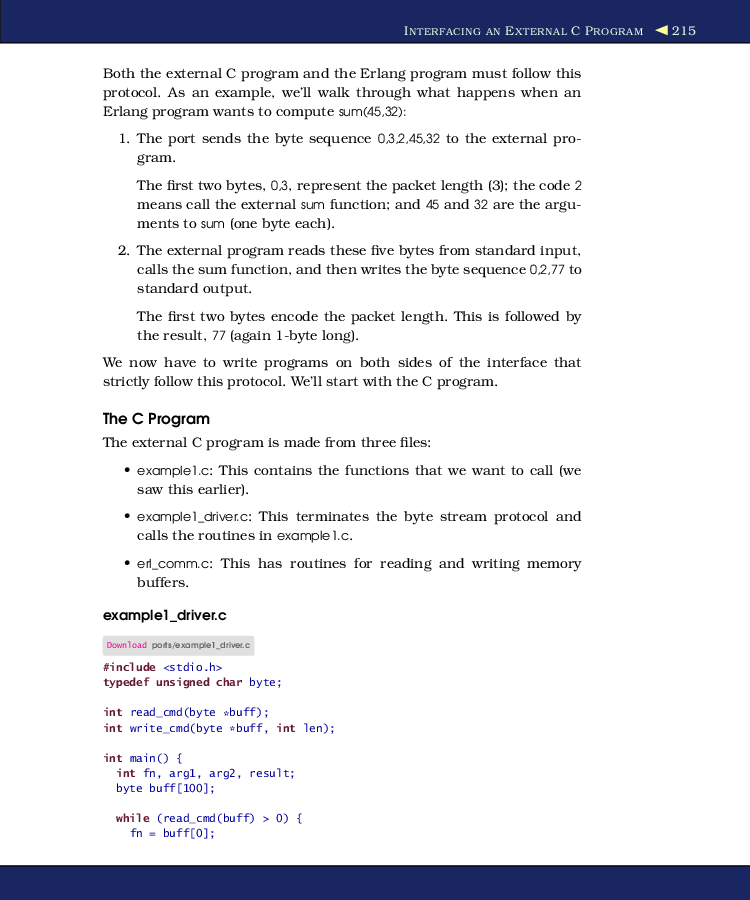 INTERFACING AN EXTERNAL C PROGRAM ◀ 215
Both the external C program and the Erlang program must follow this
protocol. As an example, we'll walk through what happens when an
Erlang program wants to compute sum(45,32):
1. The port sends the byte sequence 0,3,2,45,32 to the external pro-
gram.
The first two bytes, 0,3, represent the packet length (3); the code 2
means call the external sum function; and 45 and 32 are the argu-
ments to sum (one byte each).
2. The external program reads these five bytes from standard input,
calls the sum function, and then writes the byte sequence 0,2,77 to
standard output.
The first two bytes encode the packet length. This is followed by
the result, 77 (again 1-byte long).
We now have to write programs on both sides of the interface that
strictly follow this protocol. We'll start with the C program.
The C Program
The external C program is made from three files:
• example1.c: This contains the functions that we want to call (we
saw this earlier).
• example1_driver.c: This terminates the byte stream protocol and
calls the routines in example1.c.
• erl_comm.c: This has routines for reading and writing memory
buffers.
example1_driver.c
Download ports/example1_driver.c
#include <stdio.h>
typedef unsigned char byte;
int read_cmd(byte *buff);
int write_cmd(byte *buff, int len);
int main() {
int fn, arg1, arg2, result;
byte buff[100];
while (read_cmd(buff) > 0) {
fn = buff[0];